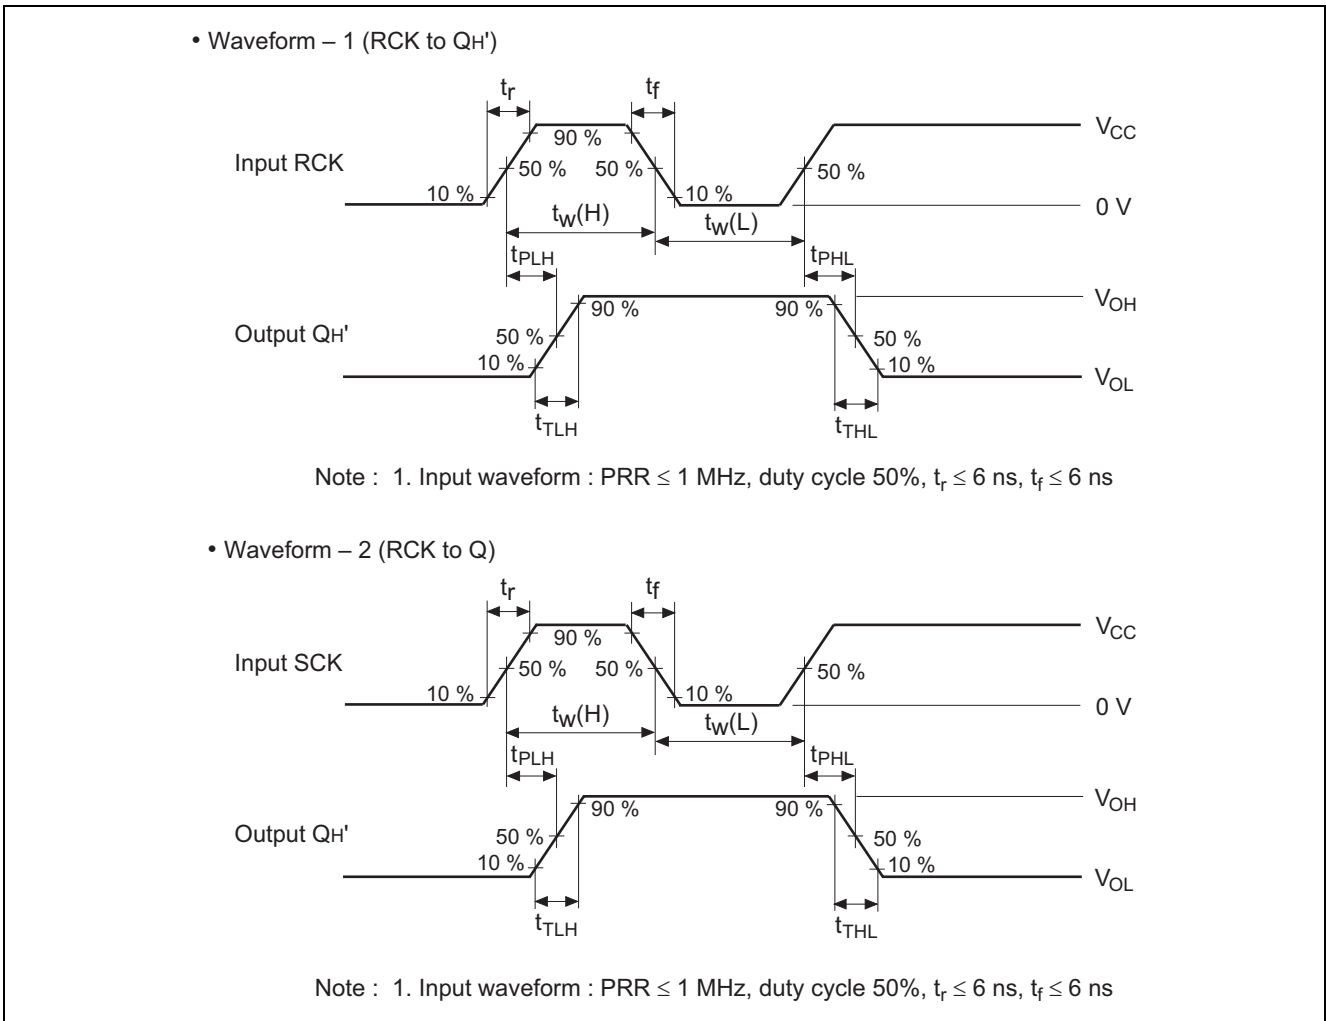 • Waveform – 1 (RCK to QH')
tr
tf
90 %
VCC
Input RCK
50 %
50 %
50 %
10 %
10 %
0 V
tw(H)
tw(L)
tPLH
tPHL
90 %
90 %
VOH
Output QH'
50 %
50 %
10 %
10 %
VOL
tTLH
tTHL
Note : 1. Input waveform : PRR ≤ 1 MHz, duty cycle 50%, tr ≤ 6 ns, tf ≤ 6 ns
• Waveform – 2 (RCK to Q)
tr
tf
90 %
VCC
Input SCK
50 %
50 %
50 %
10 %
10 %
0 V
tw(H)
tw(L)
tPLH
tPHL
90 %
90 %
VOH
Output QH'
50 %
50 %
10 %
10 %
VOL
tTLH
tTHL
Note : 1. Input waveform : PRR ≤ 1 MHz, duty cycle 50%, tr ≤ 6 ns, tf ≤ 6 ns